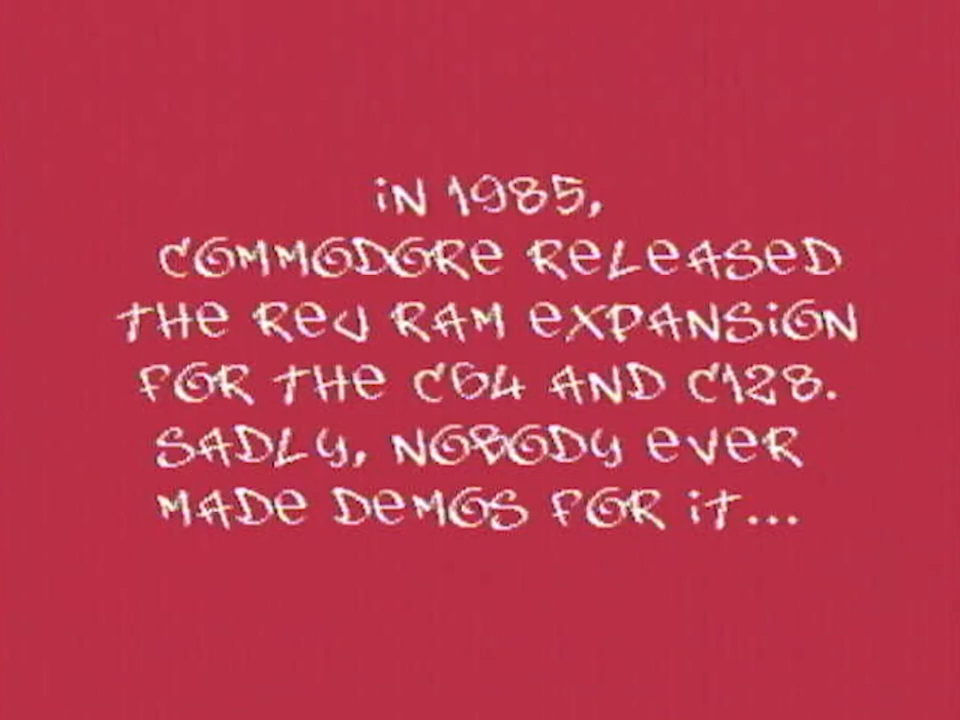 IN 1985,
COMMODORE RELEASED
THE REU RAM EXPANSION
FOR THE C64 AND C128.
SADLY, NOBODY EVER
MADE DEMOS FOR IT...